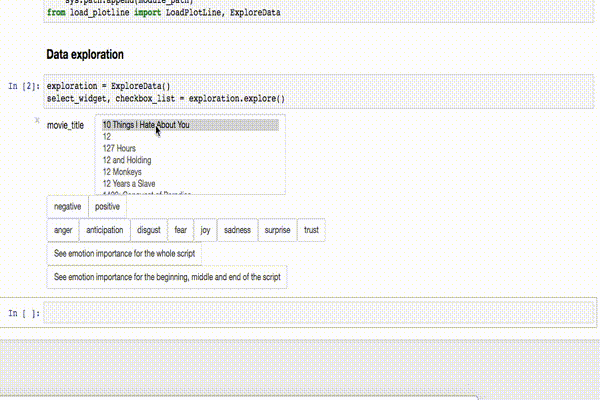 sys.path.append(module_path)
from load_plotline import LoadPlotLine, ExploreData
Data exploration
In [2]: exploration = ExploreData()
select_widget, checkbox_list = exploration.explore()
x
movie_title
10 Things I Hate About You
12
127 Hours
12 and Holding
12 Monkeys
12 Years a Slave
negative positive
anger anticipation disgust fear joy sadness surprise trust
See emotion importance for the whole script
See emotion importance for the beginning, middle and end of the script
In [ ]: